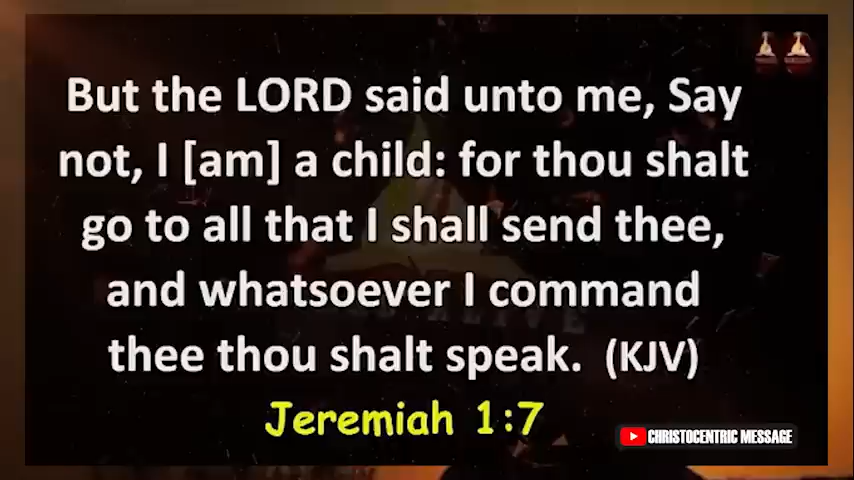 But the LORD said unto me, Say
not, I [am] a child: for thou shalt
go to all that I shall send thee,
and whatsoever I command
thee thou shalt speak. (KJV)
Jeremiah 1:7
CHRISTOCENTRIC MESSAGE